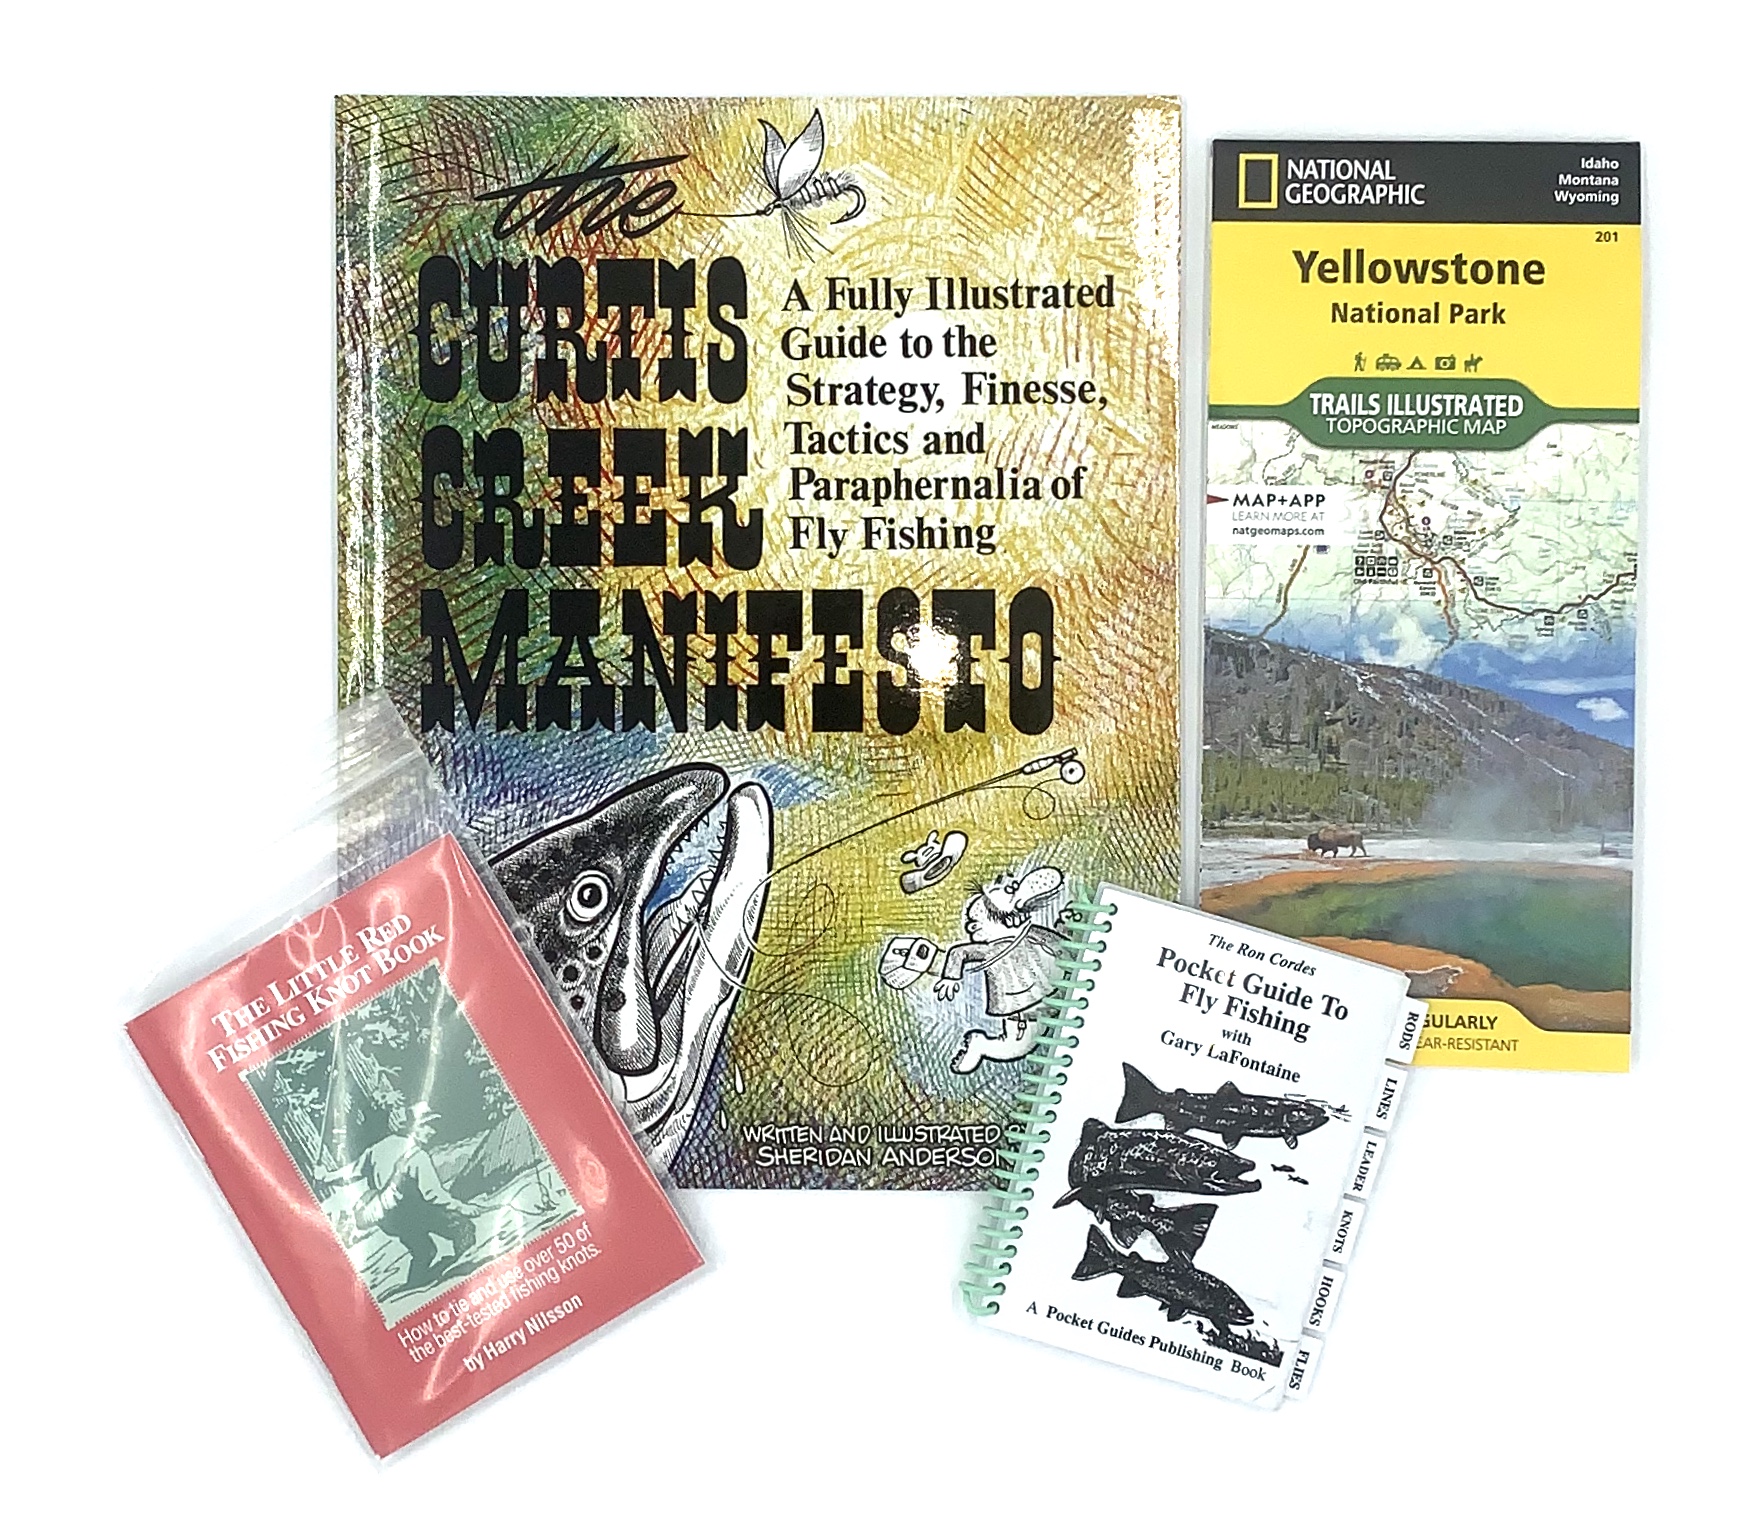 the
CURTIS
CREEK
MANIFESTO
A Fully Illustrated
Guide to the
Strategy, Finesse,
Tactics and
Paraphernalia of
Fly Fishing
WRITTEN AND ILLUSTRATED
SHERIDAN ANDERSON
NATIONAL
GEOGRAPHIC
Idaho
Montana
Wyoming
201
Yellowstone
National Park
TRAILS ILLUSTRATED
TOPOGRAPHIC MAP
MAP+APP
LEARN MORE AT
natgeomaps.com
Old Faithful
GULARLY
EAR-RESISTANT
THE LITTLE RED
FISHING KNOT BOOK
How to tie and use over 50 of
the best-tested fishing knots.
by Harry Nilsson
The Ron Cordes
Pocket Guide To
Fly Fishing
with
Gary LaFontaine
A Pocket Guides Publishing Book
RODS
LINES
LEADER
KNOTS
HOOKS
FLIES